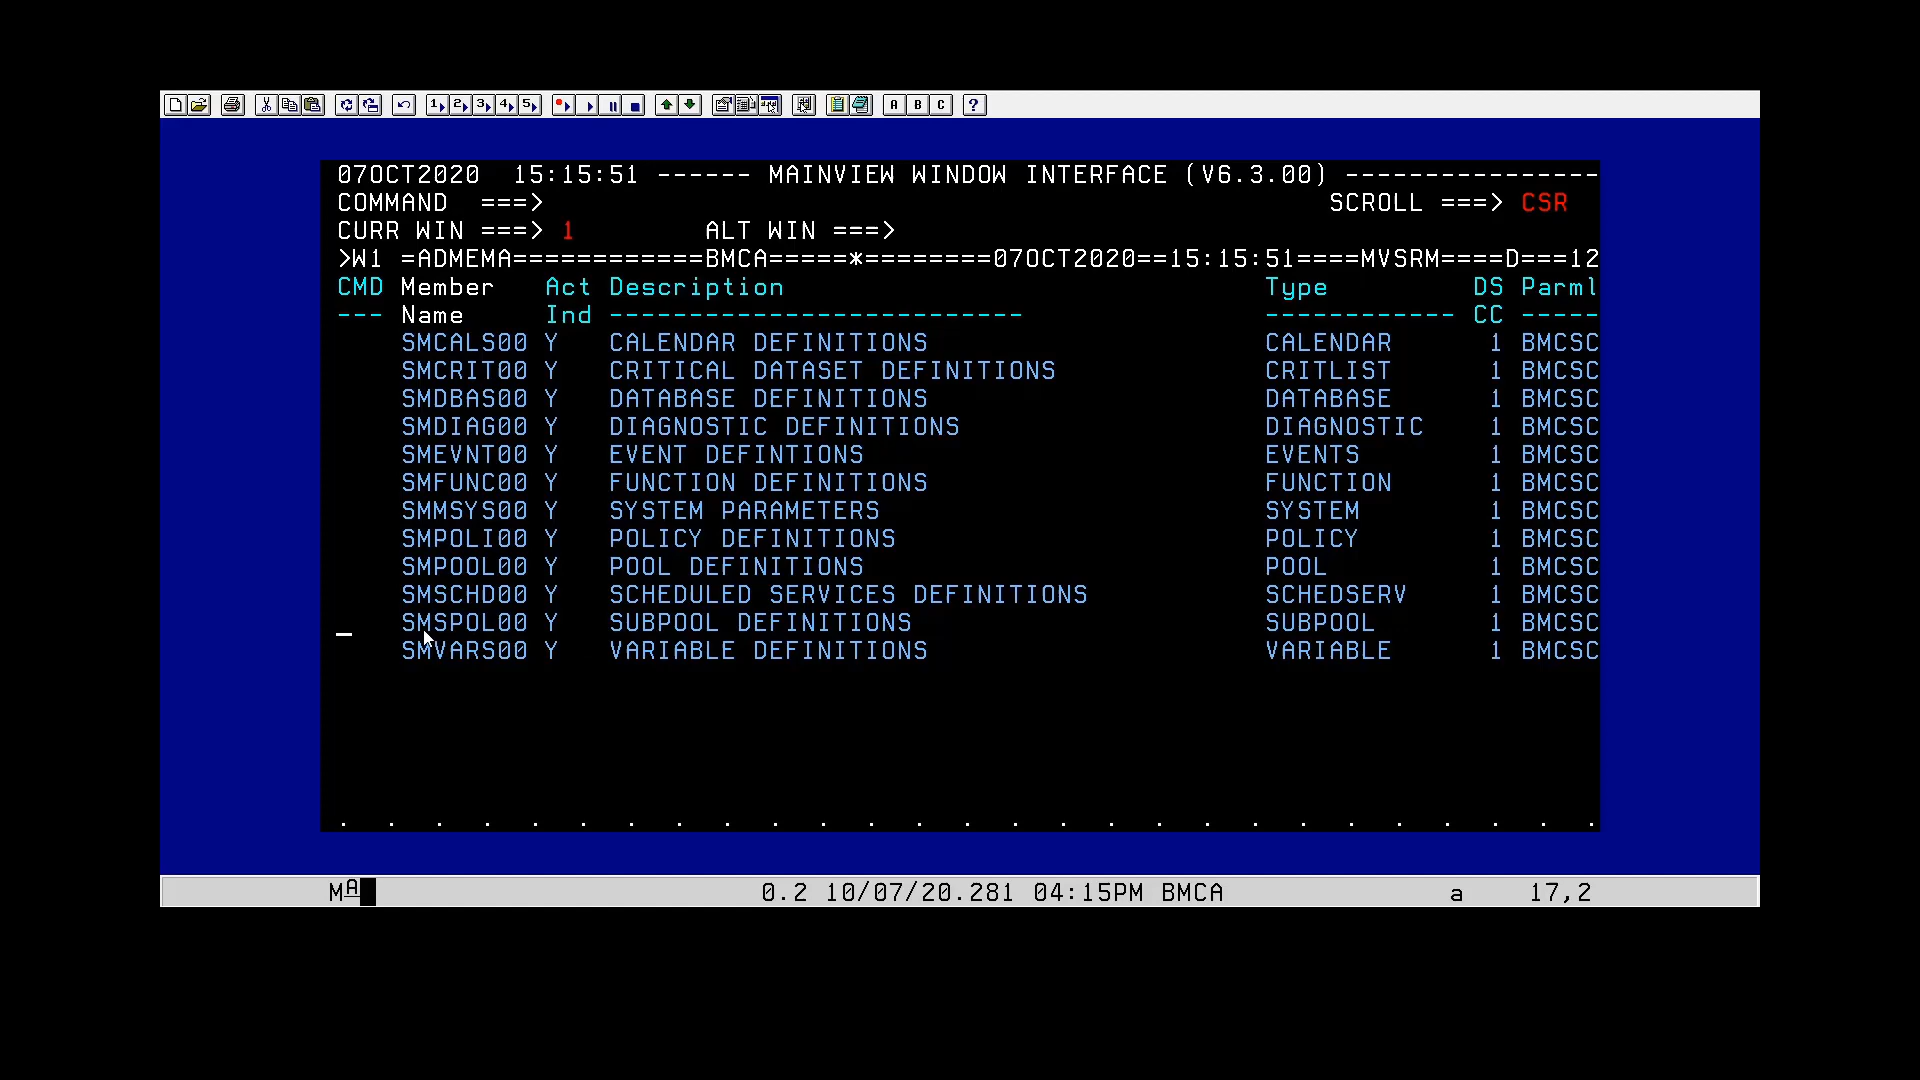 1 2 3 4 5 A B C ?
07OCT2020  15:15:51 ------ MAINVIEW WINDOW INTERFACE (V6.3.00) ----------------
COMMAND  ===>                                                 SCROLL ===> CSR
CURR WIN ===> 1        ALT WIN ===>
>W1 =ADMEMA============BMCA=====*========07OCT2020==15:15:51====MVSRM====D===12
CMD Member   Act Description                              Type         DS Parml
--- Name     Ind --------------------------               ------------ CC -----
    SMCALS00 Y   CALENDAR DEFINITIONS                     CALENDAR      1 BMCSC
    SMCRIT00 Y   CRITICAL DATASET DEFINITIONS             CRITLIST      1 BMCSC
    SMDBAS00 Y   DATABASE DEFINITIONS                     DATABASE      1 BMCSC
    SMDIAG00 Y   DIAGNOSTIC DEFINITIONS                   DIAGNOSTIC    1 BMCSC
    SMEVNT00 Y   EVENT DEFINTIONS                         EVENTS        1 BMCSC
    SMFUNC00 Y   FUNCTION DEFINITIONS                     FUNCTION      1 BMCSC
    SMMSYS00 Y   SYSTEM PARAMETERS                        SYSTEM        1 BMCSC
    SMPOLI00 Y   POLICY DEFINITIONS                       POLICY        1 BMCSC
    SMPOOL00 Y   POOL DEFINITIONS                         POOL          1 BMCSC
    SMSCHD00 Y   SCHEDULED SERVICES DEFINITIONS           SCHEDSERV     1 BMCSC
    SMSPOL00 Y   SUBPOOL DEFINITIONS                      SUBPOOL       1 BMCSC
    SMVARS00 Y   VARIABLE DEFINITIONS                     VARIABLE      1 BMCSC
. . . . . . . . . . . . . . . . . . . . . . . . . . .
MA 0.2 10/07/20.281 04:15PM BMCA a 17,2